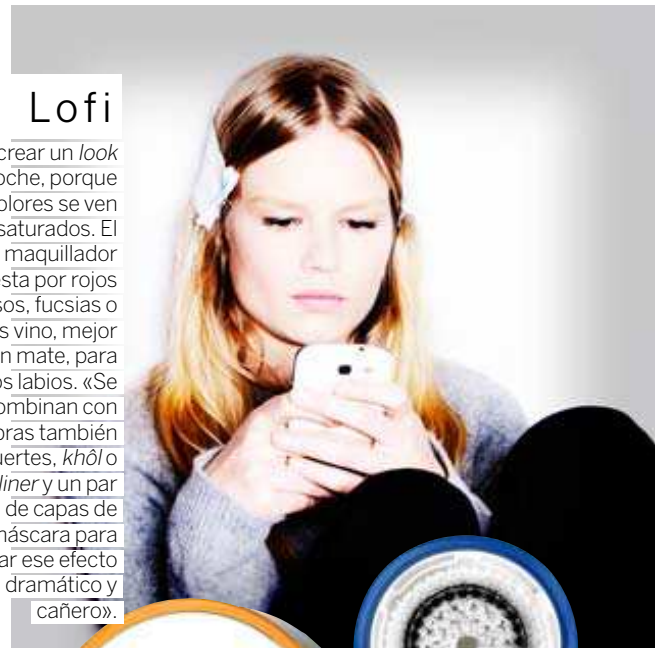 Lofi
crear un look
oche, porque
olores se ven
saturados. El
maquillador
sta por rojos
sos, fucsias o
s vino, mejor
n mate, para
os labios. «Se
ombinan con
bras también
uertes, khôl o
liner y un par
de capas de
máscara para
ar ese efecto
dramático y
cañero».